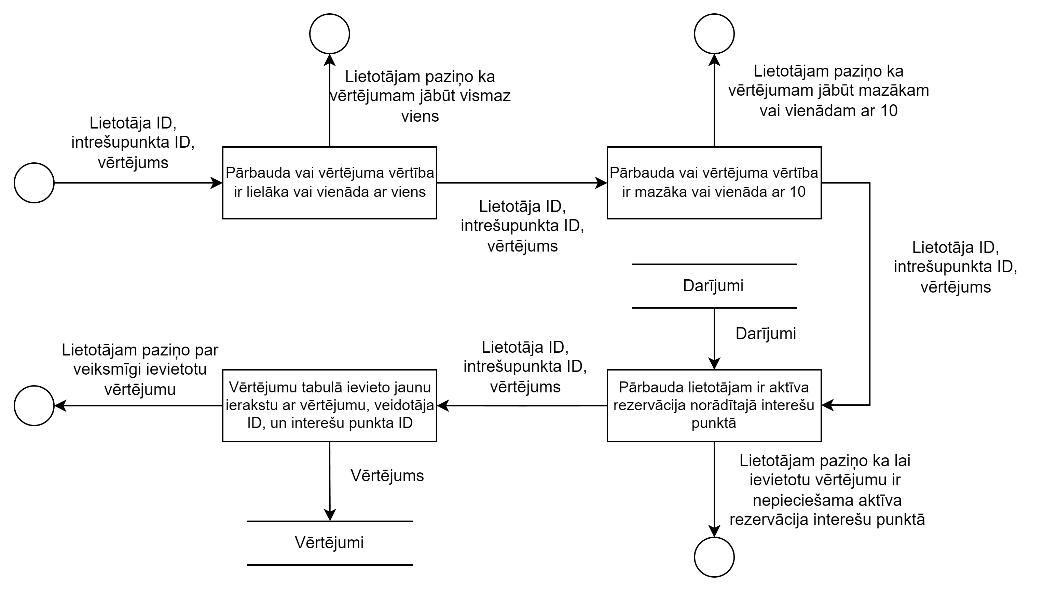 Lietotājam paziņo ka
vērtējumam jābūt vismaz
viens
Lietotājam paziņo ka
vērtējumam jābūt mazākam
vai vienādam ar 10
Lietotāja ID,
intrešupunkta ID,
vērtējums
Pārbauda vai vērtējuma vērtība
ir lielāka vai vienāda ar viens
Lietotāja ID,
intrešupunkta ID,
vērtējums
Pārbauda vai vērtējuma vērtība
ir mazāka vai vienāda ar 10
Lietotāja ID,
intrešupunkta ID,
vērtējums
Darījumi
Darījumi
Pārbauda lietotājam ir aktīva
rezervācija norādītajā interešu
punktā
Lietotāja ID,
intrešupunkta ID,
vērtējums
Vērtējumu tabulā ievieto jaunu
ierakstu ar vērtējumu, veidotāja
ID, un interešu punkta ID
Lietotājam paziņo par
veiksmīgi ievietotu
vērtējumu
Vērtējums
Vērtējumi
Lietotājam paziņo ka lai
ievietotu vērtējumu ir
nepieciešama aktīva
rezervācija interešu punktā